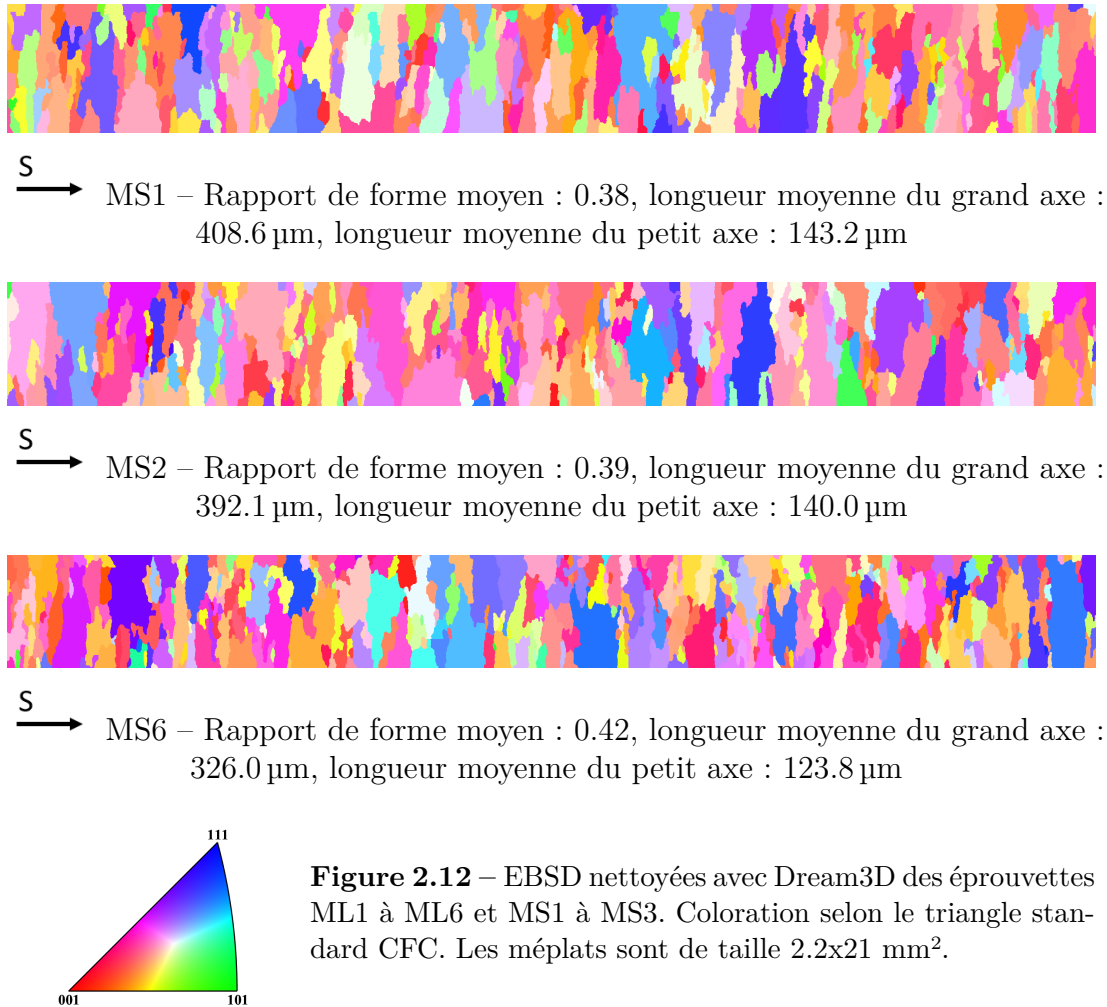 S
MS1 – Rapport de forme moyen : 0.38, longueur moyenne du grand axe :
408.6 µm, longueur moyenne du petit axe : 143.2 µm
S
MS2 – Rapport de forme moyen : 0.39, longueur moyenne du grand axe :
392.1 µm, longueur moyenne du petit axe : 140.0 µm
S
MS6 – Rapport de forme moyen : 0.42, longueur moyenne du grand axe :
326.0 µm, longueur moyenne du petit axe : 123.8 µm
111
001
101
Figure 2.12 – EBSD nettoyées avec Dream3D des éprouvettes
ML1 à ML6 et MS1 à MS3. Coloration selon le triangle stan-
dard CFC. Les méplats sont de taille 2.2x21 mm².